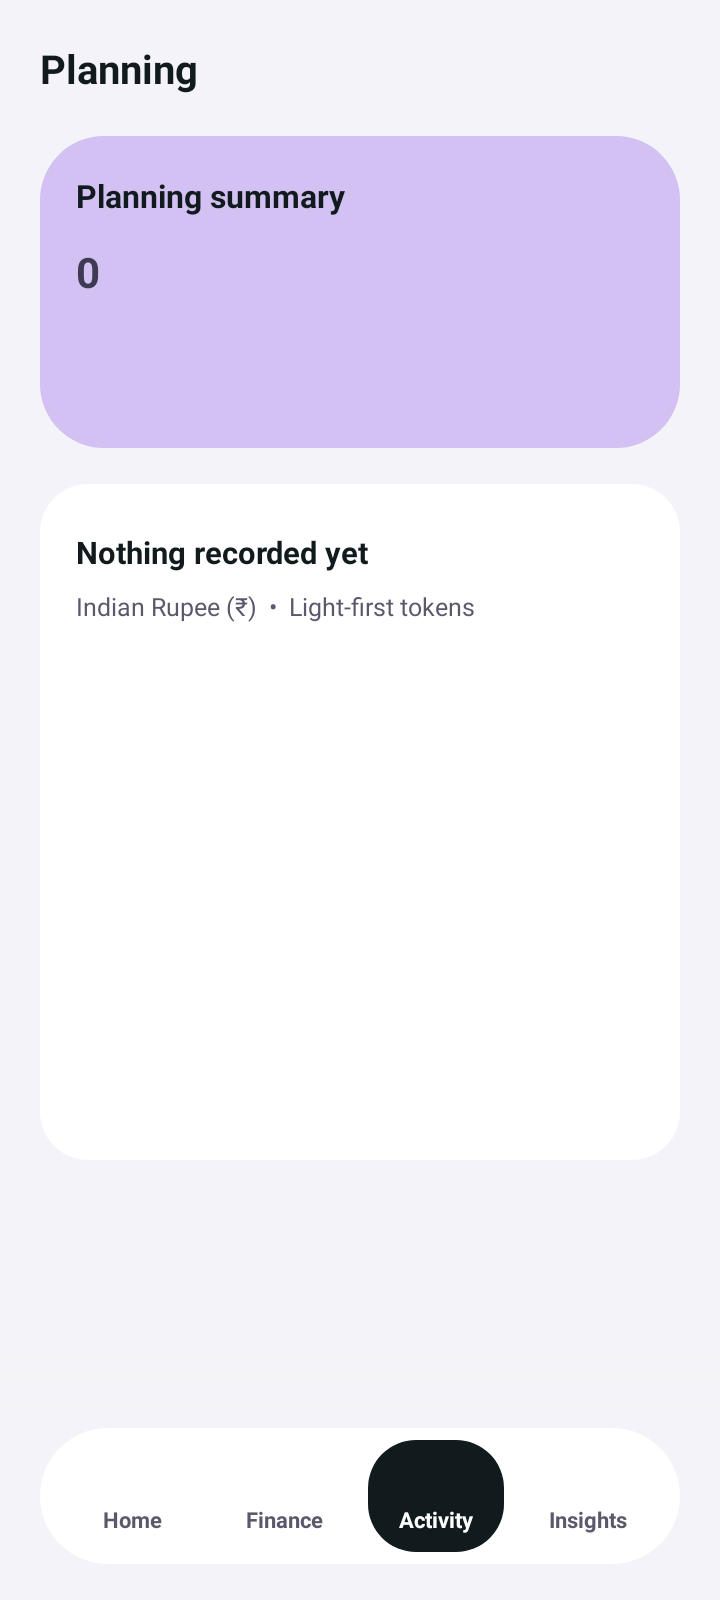 Planning
Planning summary
0
Nothing recorded yet
Indian Rupee (₹) • Light-first tokens
Home Finance Activity Insights